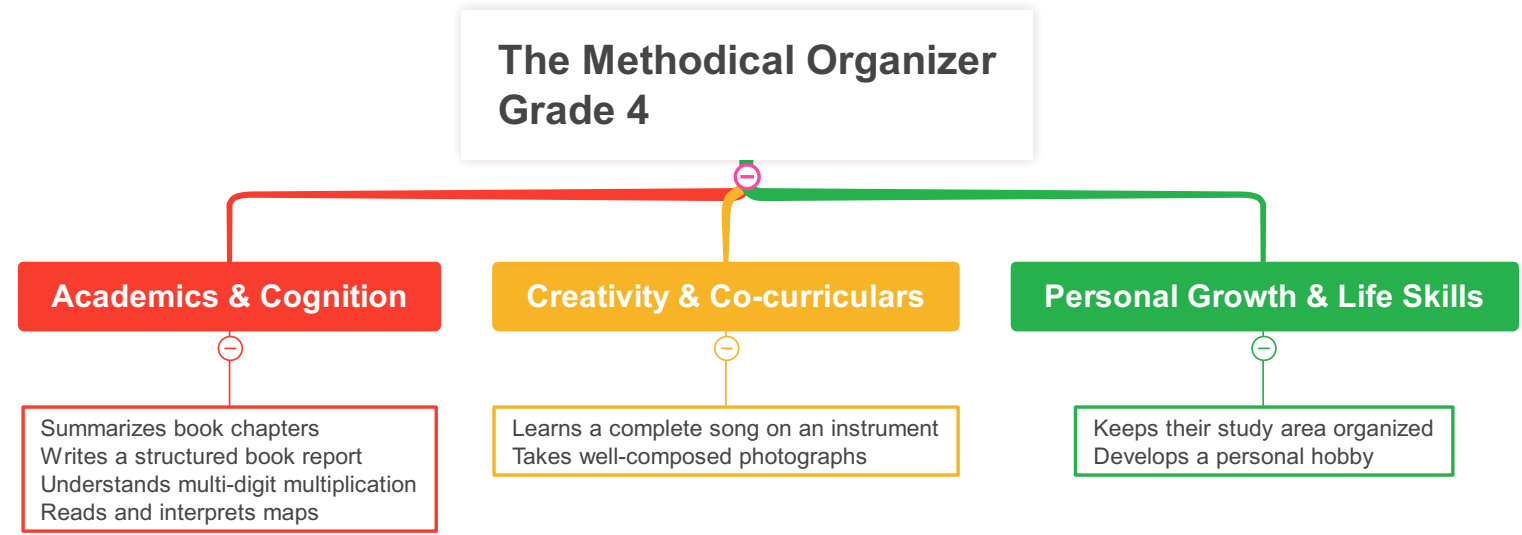 The Methodical Organizer
Grade 4
Academics & Cognition
Creativity & Co-curriculars
Personal Growth & Life Skills
Summarizes book chapters
Writes a structured book report
Understands multi-digit multiplication
Reads and interprets maps
Learns a complete song on an instrument
Takes well-composed photographs
Keeps their study area organized
Develops a personal hobby